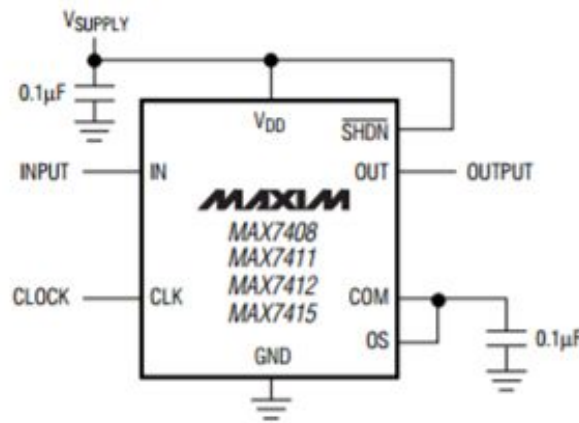 VSUPPLY
0.1µF
VDD
SHDN
INPUT
IN
OUT
OUTPUT
MAXIM
MAX7408
MAX7411
MAX7412
MAX7415
CLOCK
CLK
COM
OS
0.1µF
GND